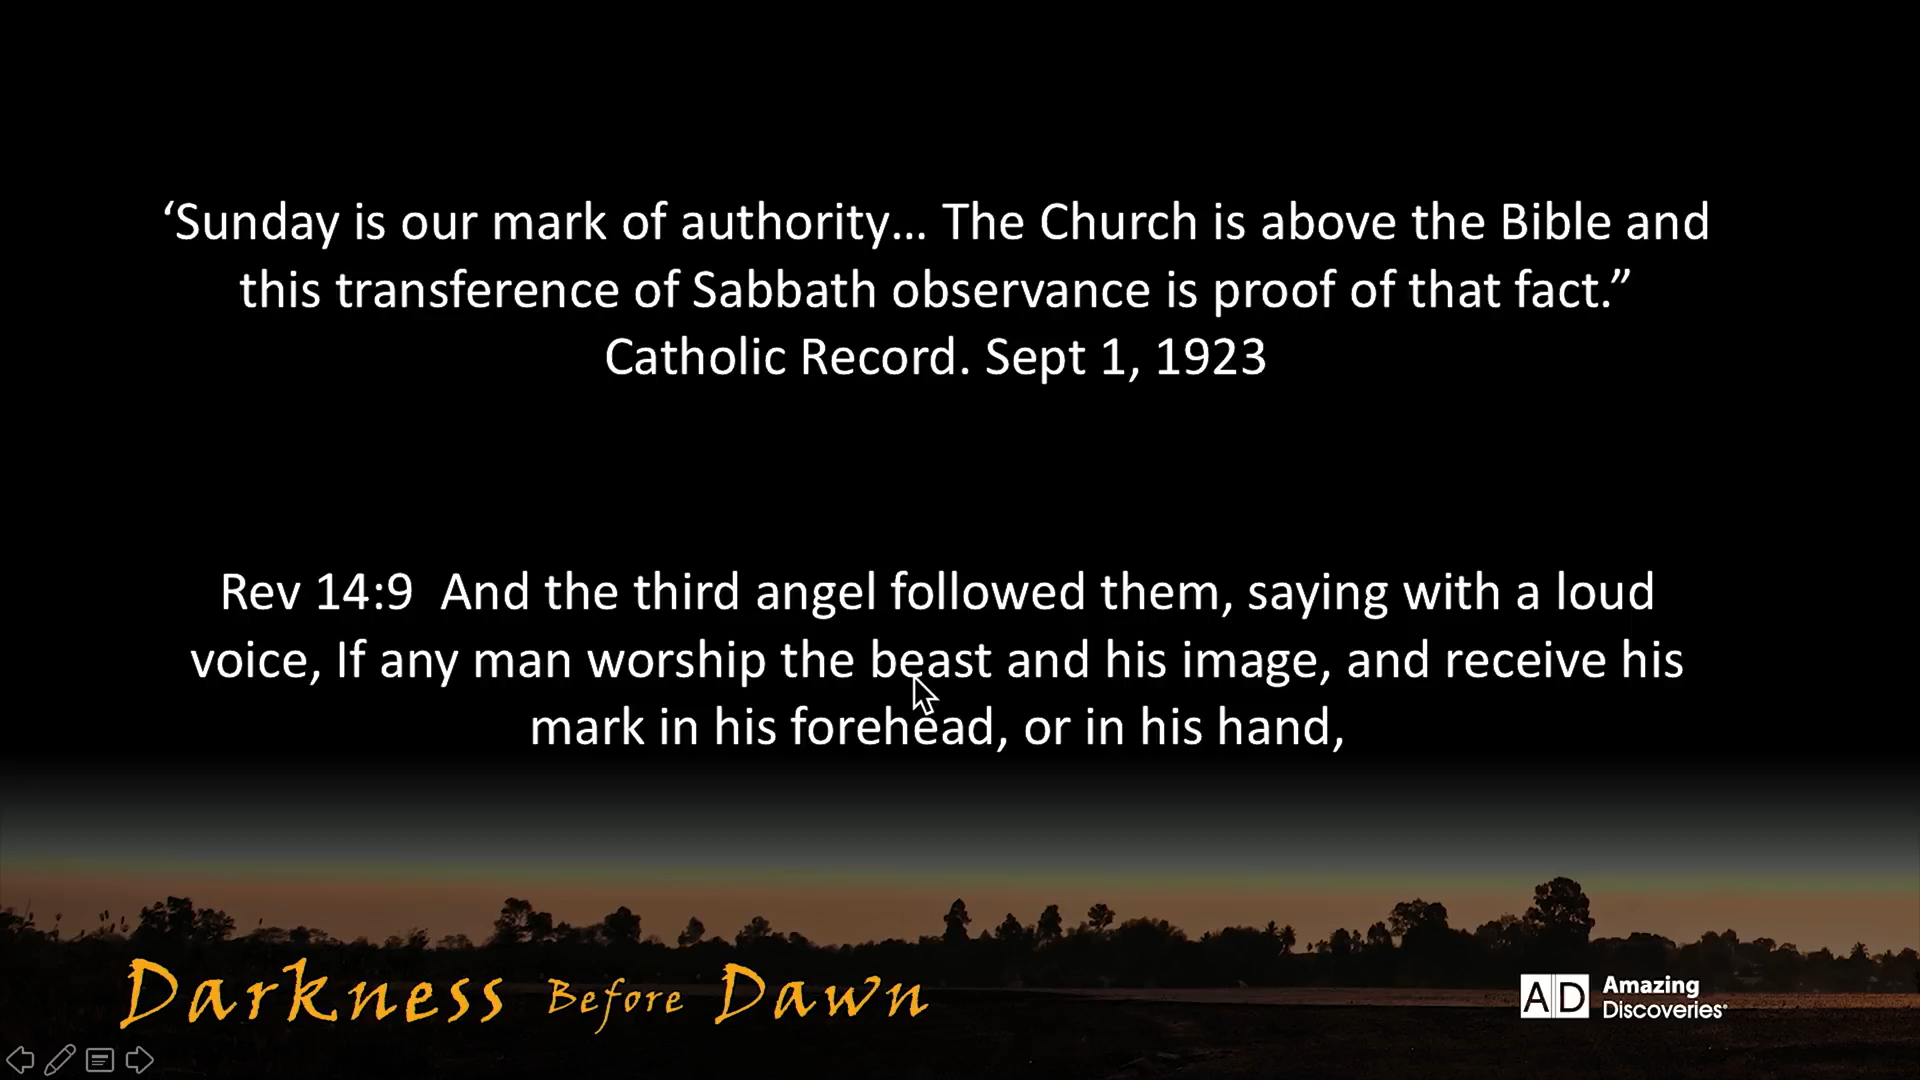 ‘Sunday is our mark of authority... The Church is above the Bible and
this transference of Sabbath observance is proof of that fact.”
Catholic Record. Sept 1, 1923
Rev 14:9  And the third angel followed them, saying with a loud
voice, If any man worship the beast and his image, and receive his
mark in his forehead, or in his hand,
Darkness Before Dawn
AD Amazing
Discoveries